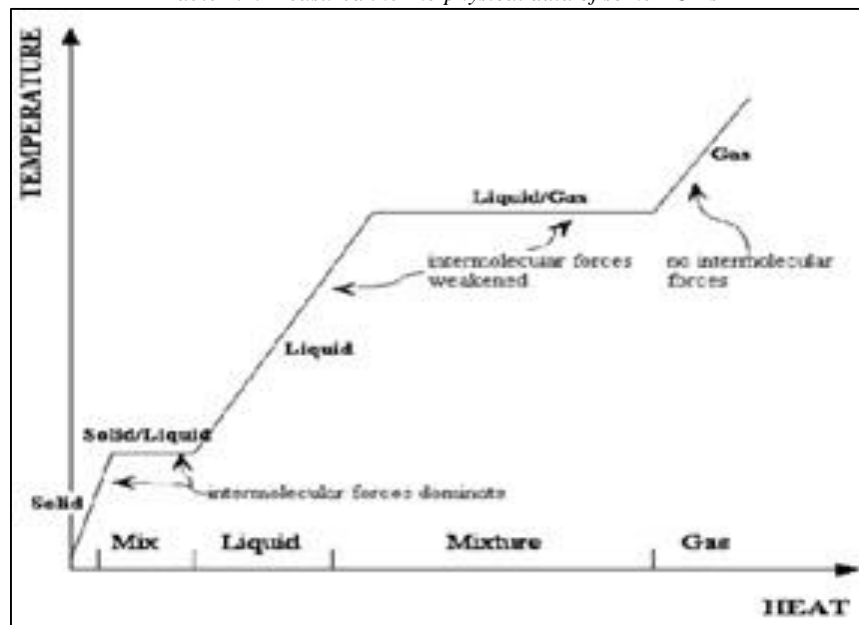 TEMPERATURE
Gas
Liquid/Gas
intermolecular forces
weakened
no intermolecular
forces
Liquid
Solid/Liquid
intermolecular forces dominate
Solid
Mix
Liquid
Mixture
Gas
HEAT